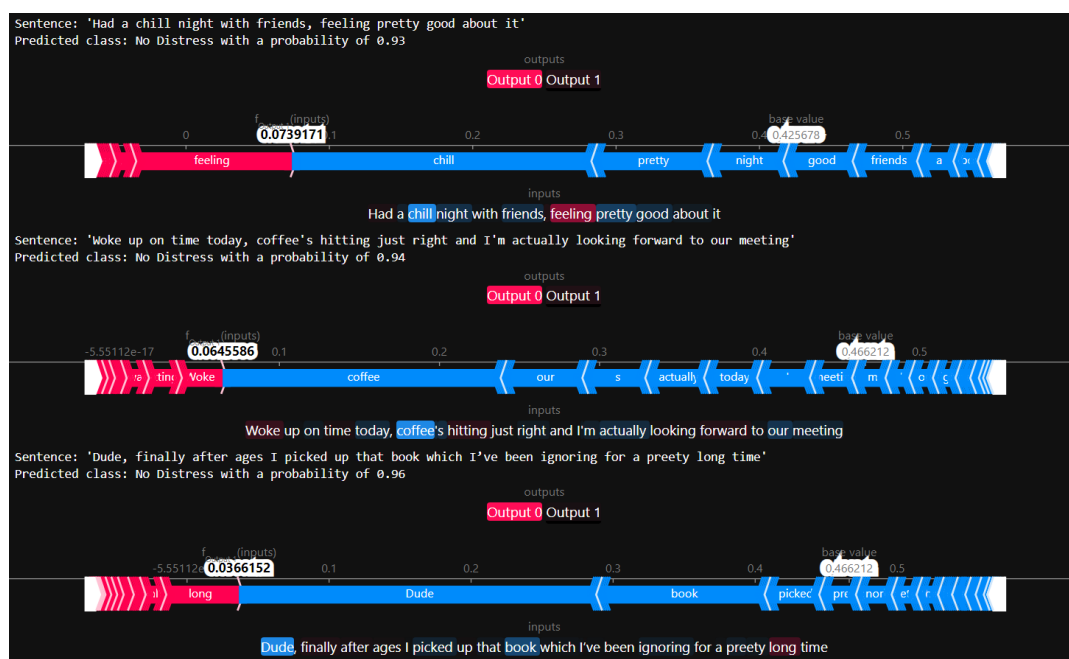 Sentence: 'Had a chill night with friends, feeling pretty good about it'
Predicted class: No Distress with a probability of 0.93
outputs
Output 0 Output 1
(inputs) base value
0 0.0739171 0.2 0.3 0.425678 0.5
feeling chill pretty night good friends a
inputs
Had a chill night with friends, feeling pretty good about it
Sentence: 'Woke up on time today, coffee's hitting just right and I'm actually looking forward to our meeting'
Predicted class: No Distress with a probability of 0.94
outputs
Output 0 Output 1
(inputs) base value
-5.55112e-17 0.0645586 0.1 0.2 0.3 0.4 0.466212 0.5
Woke coffee our s actually today m
inputs
Woke up on time today, coffee's hitting just right and I'm actually looking forward to our meeting
Sentence: 'Dude, finally after ages I picked up that book which I’ve been ignoring for a preety long time'
Predicted class: No Distress with a probability of 0.96
outputs
Output 0 Output 1
(inputs) base value
-5.55112e 0.0366152 0.1 0.2 0.3 0.4 0.466212 0.5
long Dude book picked
inputs
Dude, finally after ages I picked up that book which I’ve been ignoring for a preety long time